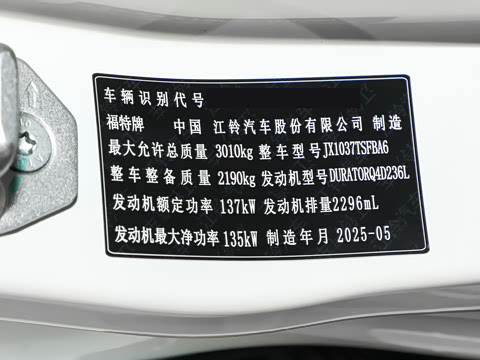 车辆识别代号
福特牌 中国 江铃汽车股份有限公司 制造
最大允许总质量 3010kg 整车型号JX1037TSFBA6
整车整备质量 2190kg 发动机型号DURATORQ4D236L
发动机额定功率 137kW 发动机排量2296mL
发动机最大净功率 135kW 制造年月 2025-05